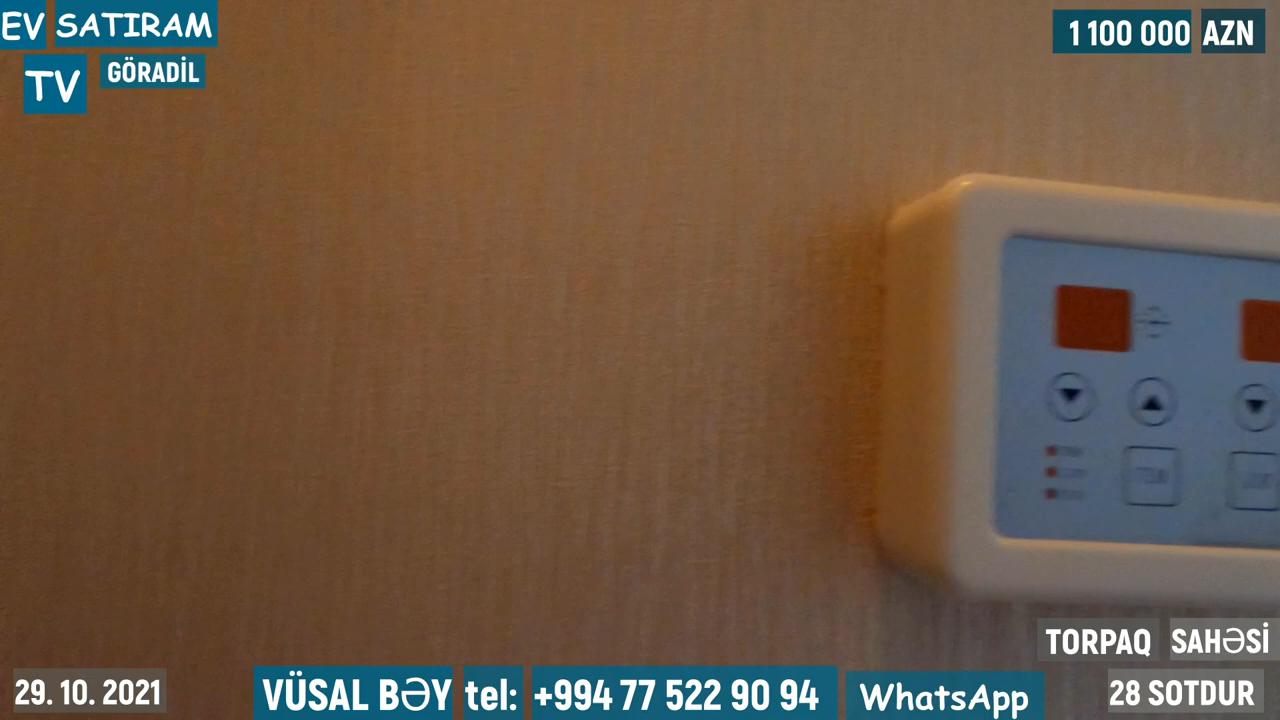 EV SATIRAM
TV GÖRADİL
1 100 000 AZN
TORPAQ SAHƏSİ
28 SOTDUR
29. 10. 2021
VÜSAL BƏY tel: +994 77 522 90 94 WhatsApp